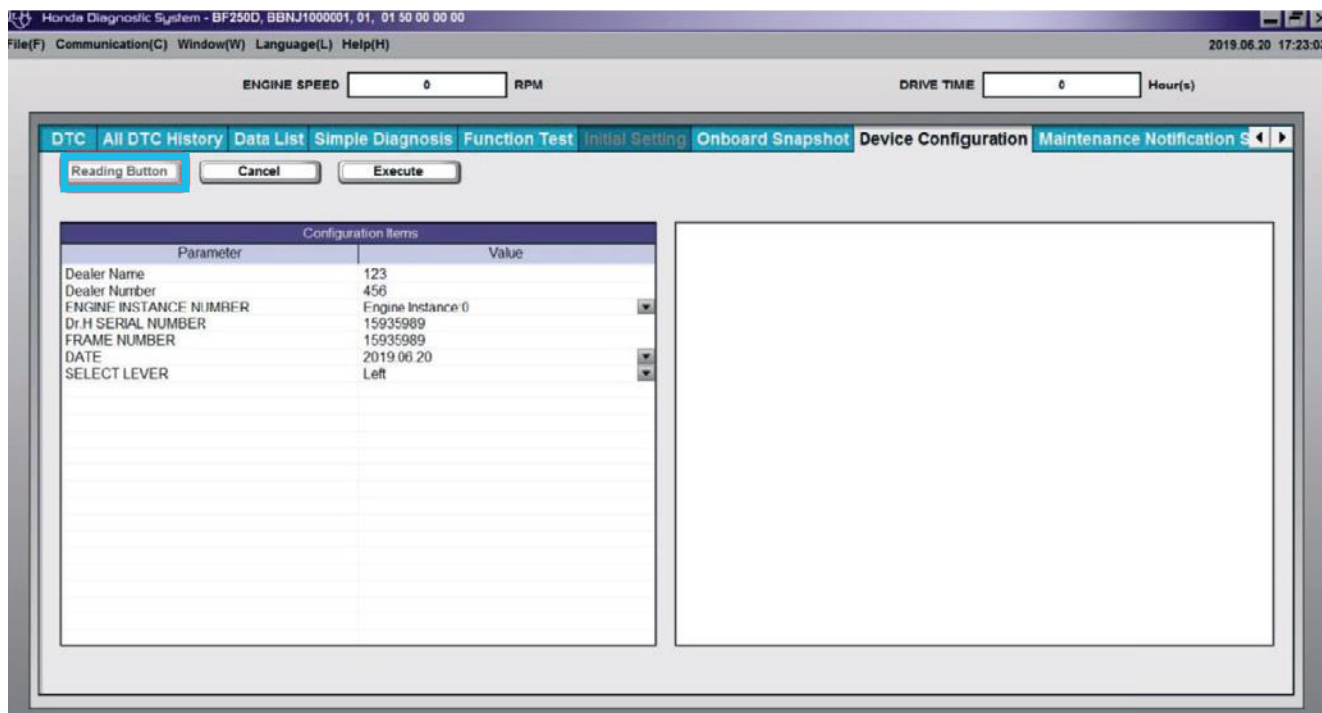 Honda Diagnostic System - BF250D, BBNJ1000001, 01, 01 50 00 00 00
File(F) Communication(C) Window(W) Language(L) Help(H) 2019.06.20 17:23:03
ENGINE SPEED 0 RPM DRIVE TIME 0 Hour(s)
DTC All DTC History Data List Simple Diagnosis Function Test Initial Setting Onboard Snapshot Device Configuration Maintenance Notification S
Reading Button Cancel Execute
Configuration Items
Parameter Value
Dealer Name 123
Dealer Number 456
ENGINE INSTANCE NUMBER Engine Instance:0
Dr.H SERIAL NUMBER 15935989
FRAME NUMBER 15935989
DATE 2019.06.20
SELECT LEVER Left